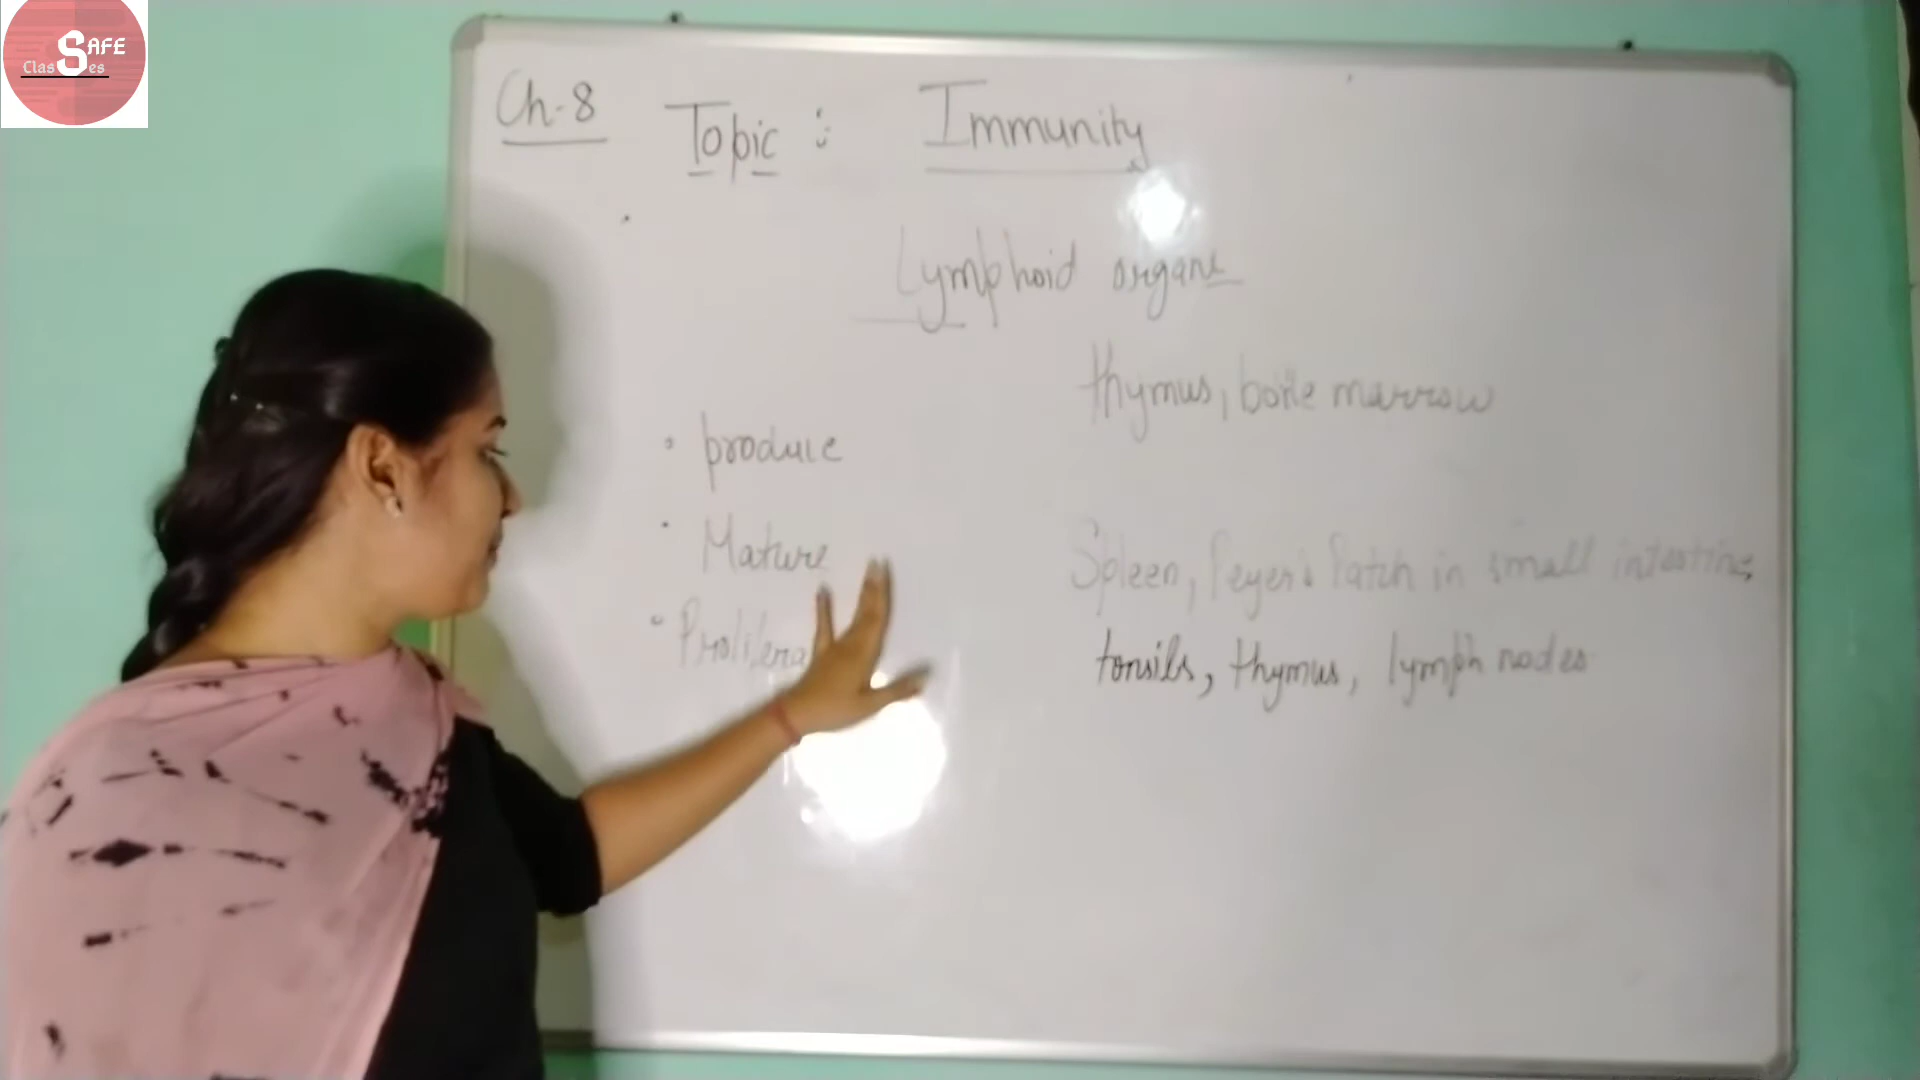 SAFE
Classes
Ch-8 Topic : Immunity
Lymphoid organs
thymus, bone marrow
• produce
• Mature
Spleen, Peyer's Patch in small intestine,
• Prolifera
tonsils, thymus, lymph nodes